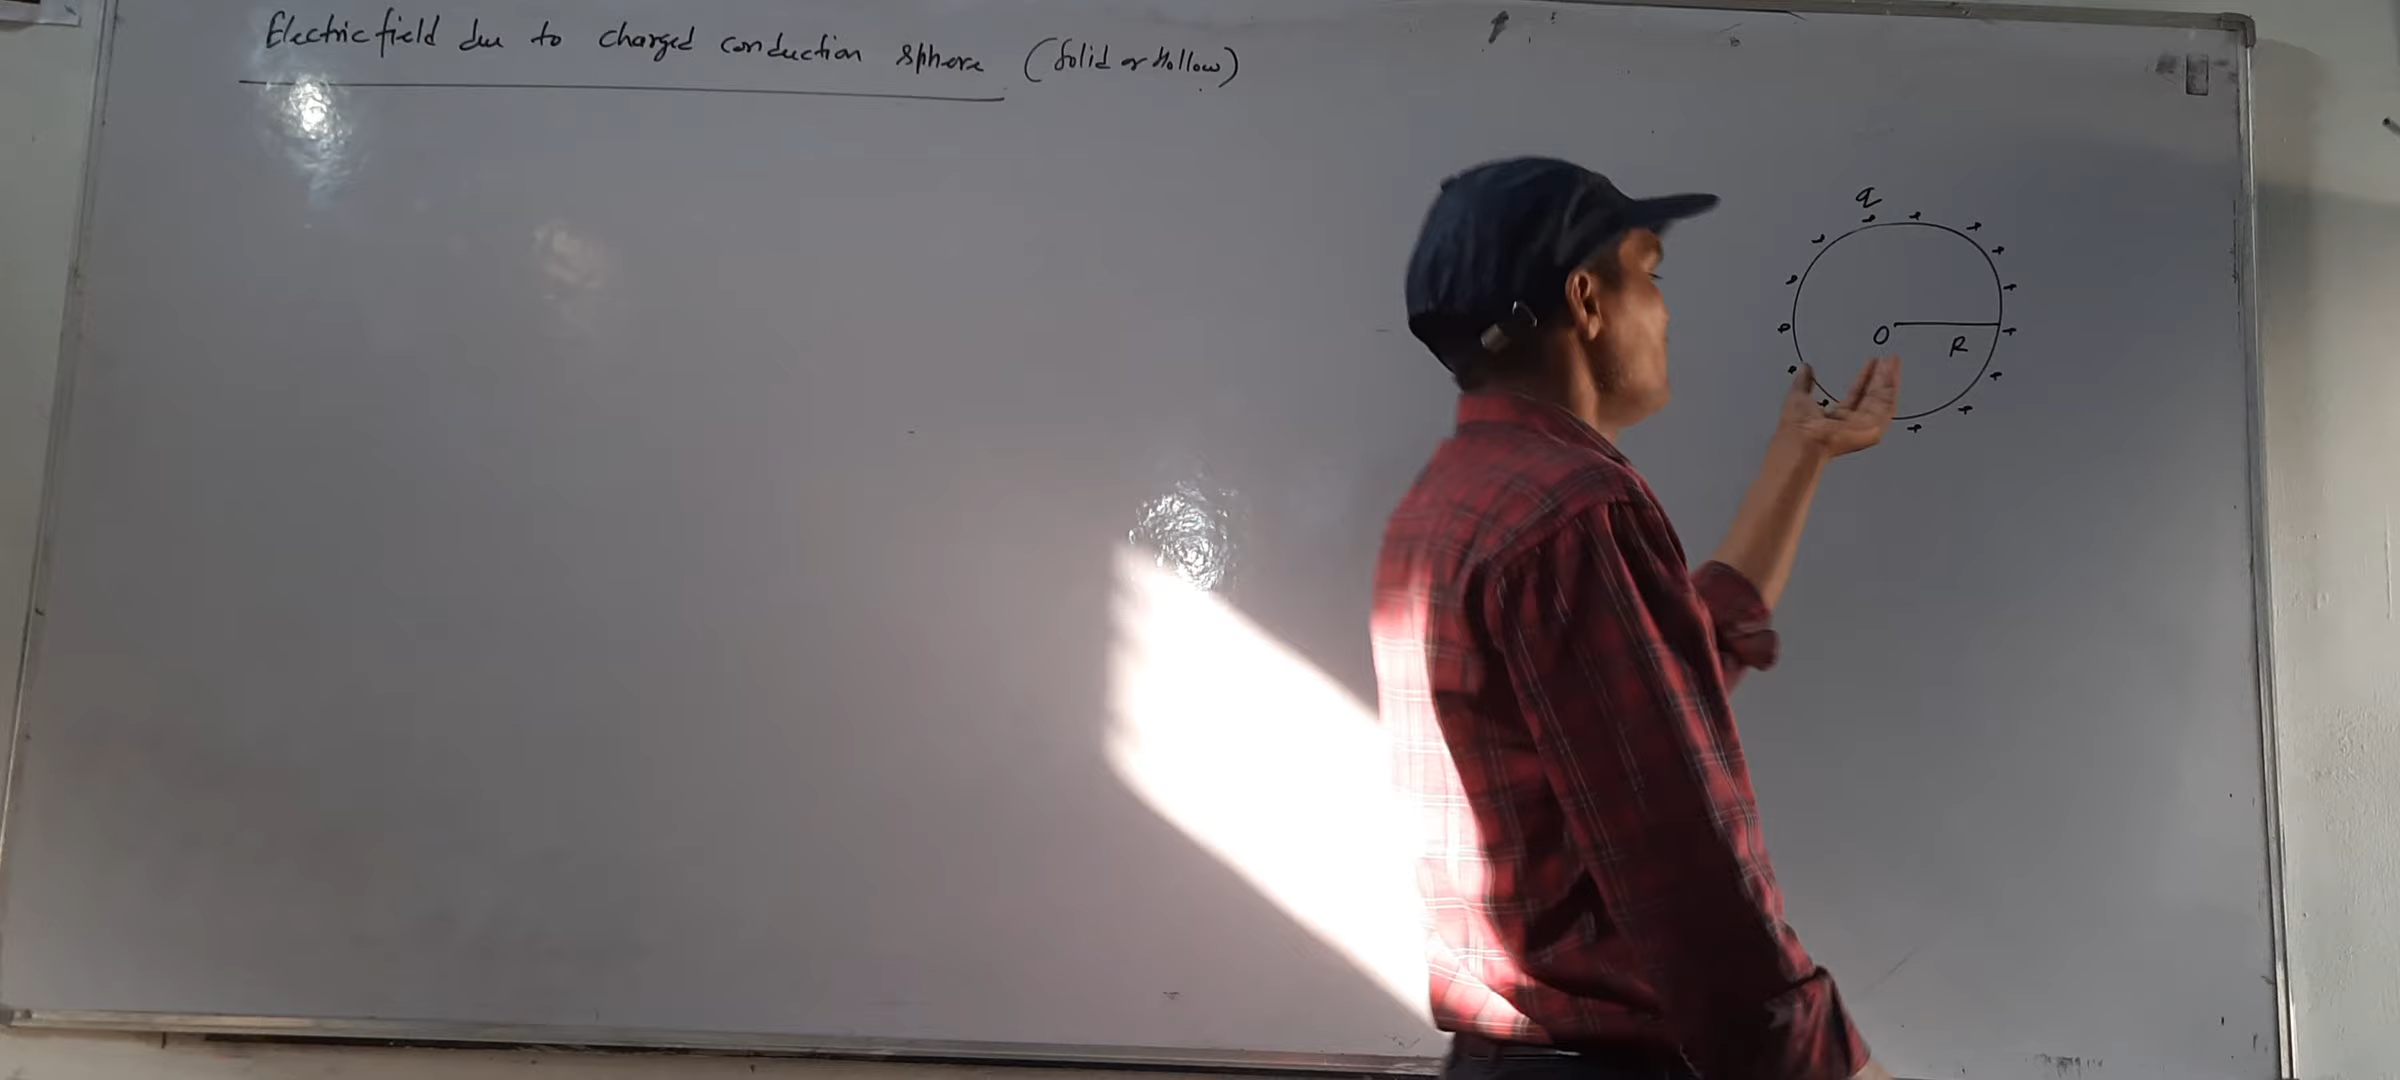 Electric field due to charged conduction sphere (Solid or Hollow)
q
O
R